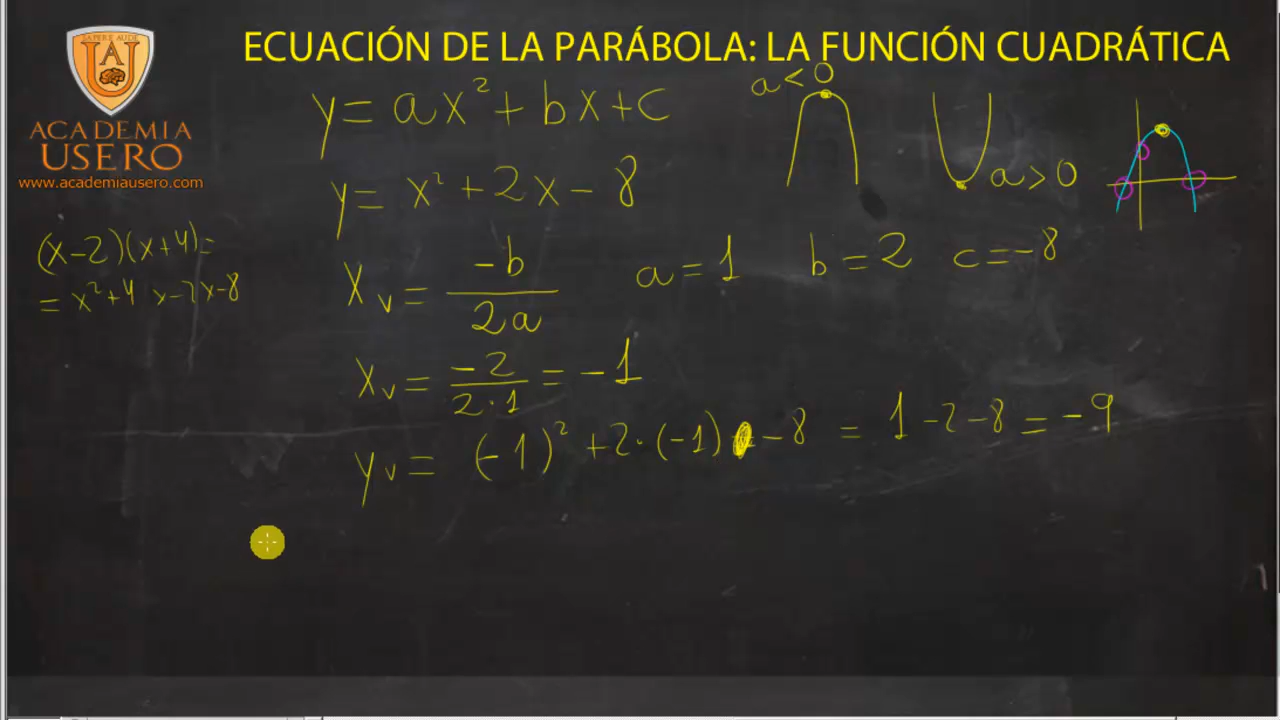 SAPERE AUDE
ACADEMIA
USERO
www.academiausero.com
ECUACIÓN DE LA PARÁBOLA: LA FUNCIÓN CUADRÁTICA
y = ax² + bx + c
a < 0
a > 0
y = x² + 2x - 8
(x-2)(x+4) =
= x² + 4x - 2x - 8
Xv = -b / 2a
a = 1 b = 2 c = -8
Xv = -2 / 2·1 = -1
yv = (-1)² + 2·(-1) - 8 = 1 - 2 - 8 = -9